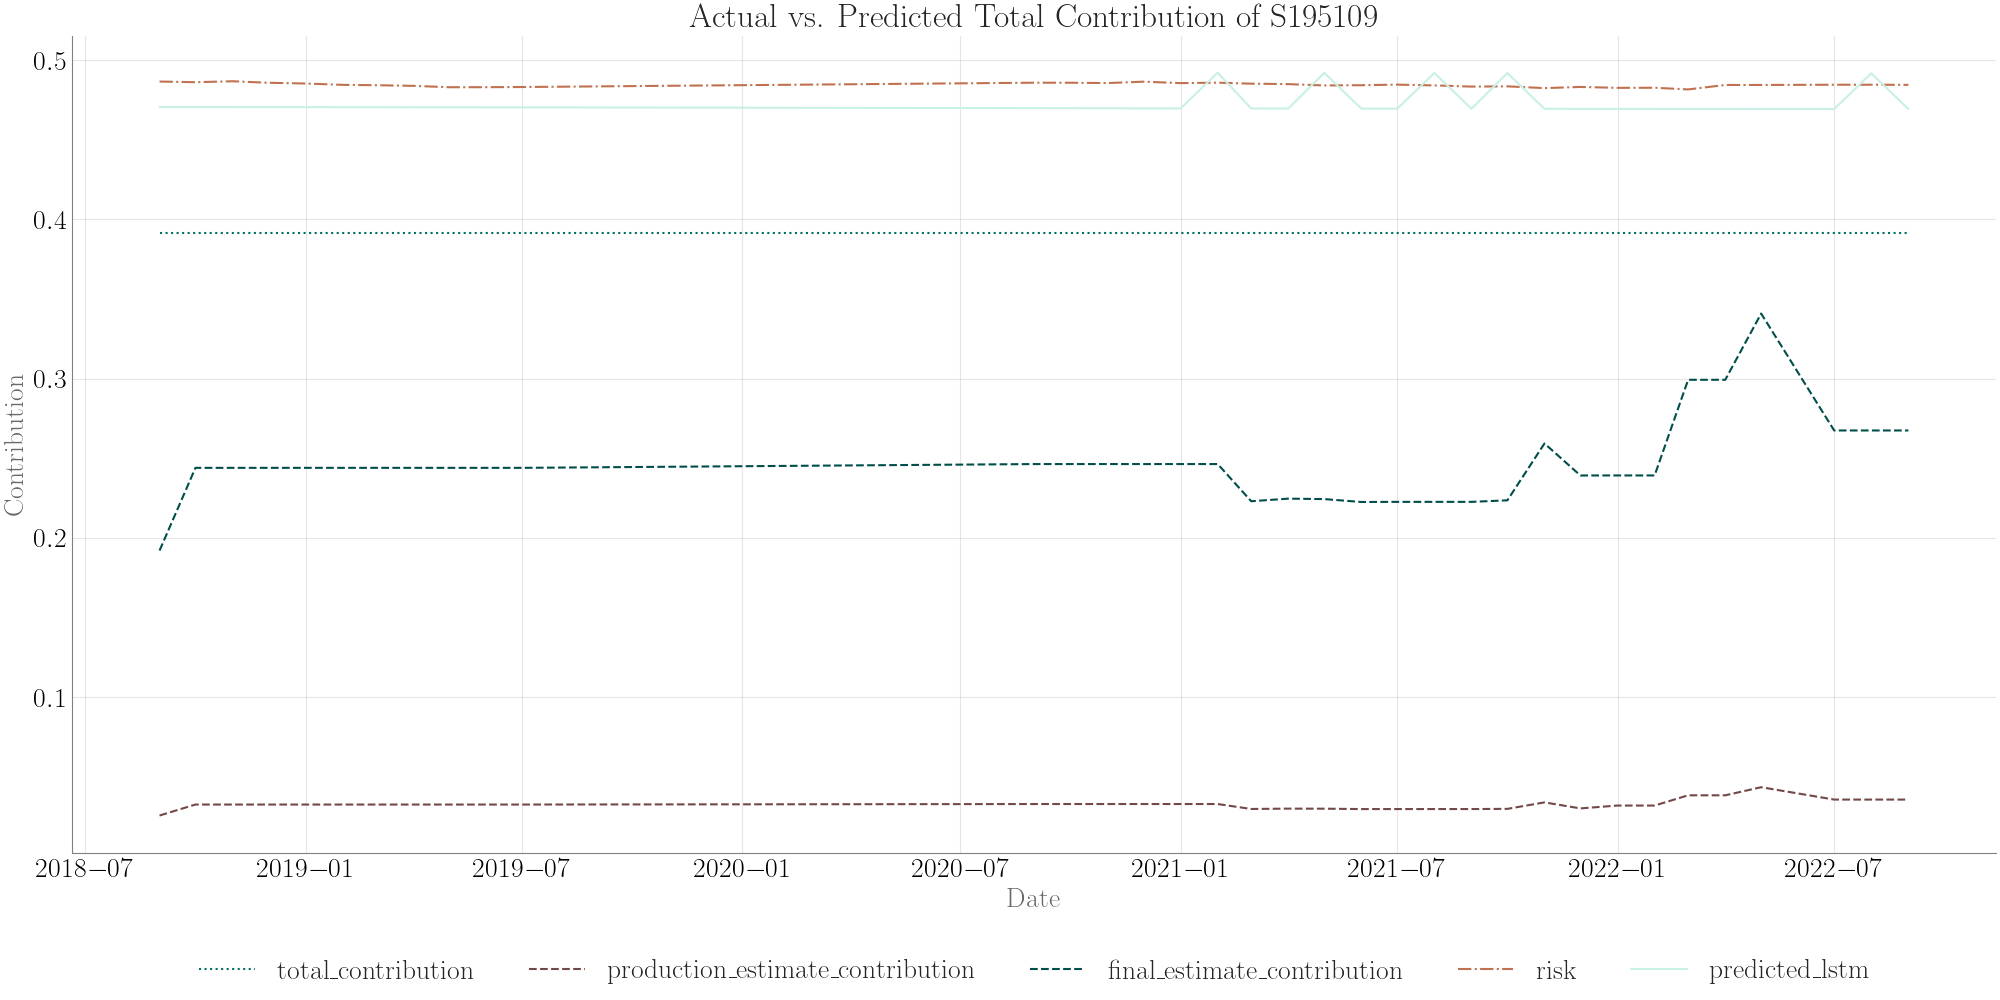 Actual vs. Predicted Total Contribution of S195109
Contribution
0.5
0.4
0.3
0.2
0.1
2018−07 2019−01 2019−07 2020−01 2020−07 2021−01 2021−07 2022−01 2022−07
Date
total_contribution production_estimate_contribution final_estimate_contribution risk predicted_lstm